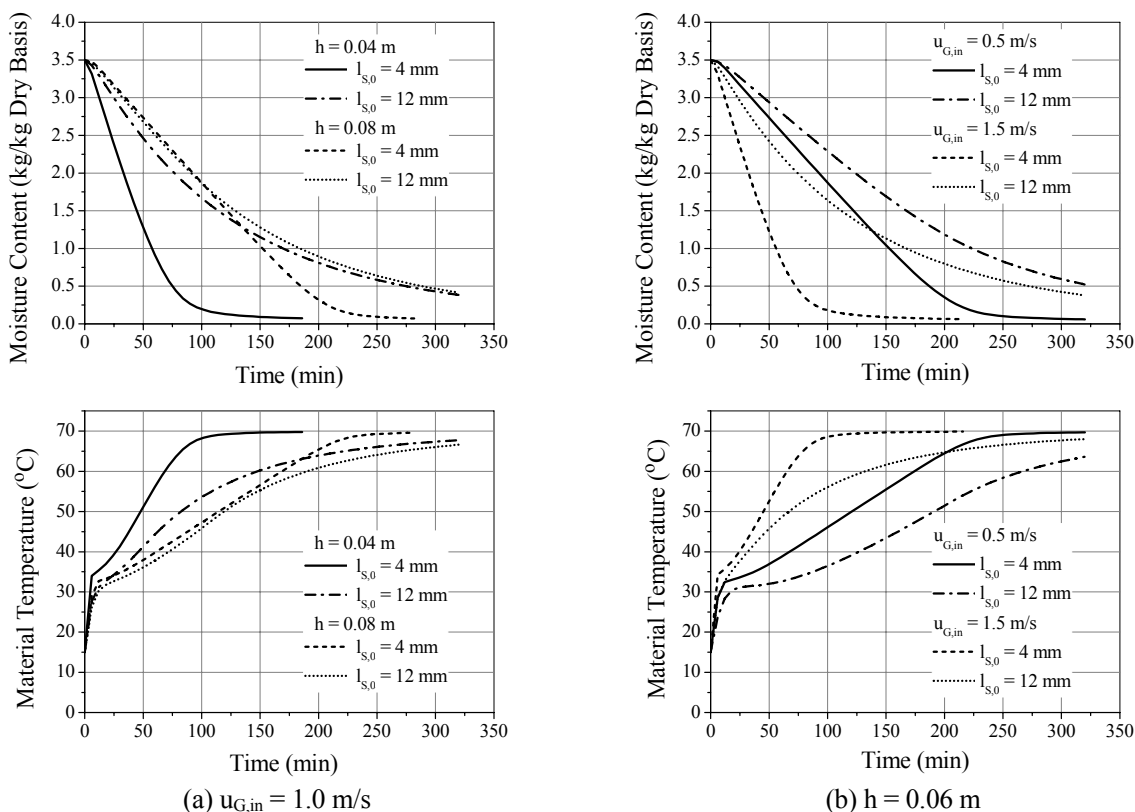 4.0
3.5
3.0
2.5
2.0
1.5
1.0
0.5
0.0
Moisture Content (kg/kg Dry Basis)
h = 0.04 m
l_S,0 = 4 mm
l_S,0 = 12 mm
h = 0.08 m
l_S,0 = 4 mm
l_S,0 = 12 mm
0 50 100 150 200 250 300 350
Time (min)
4.0
3.5
3.0
2.5
2.0
1.5
1.0
0.5
0.0
Moisture Content (kg/kg Dry Basis)
u_G,in = 0.5 m/s
l_S,0 = 4 mm
l_S,0 = 12 mm
u_G,in = 1.5 m/s
l_S,0 = 4 mm
l_S,0 = 12 mm
0 50 100 150 200 250 300 350
Time (min)
70
60
50
40
30
20
10
0
Material Temperature (°C)
h = 0.04 m
l_S,0 = 4 mm
l_S,0 = 12 mm
h = 0.08 m
l_S,0 = 4 mm
l_S,0 = 12 mm
0 50 100 150 200 250 300 350
Time (min)
(a) u_G,in = 1.0 m/s
70
60
50
40
30
20
10
0
Material Temperature (°C)
u_G,in = 0.5 m/s
l_S,0 = 4 mm
l_S,0 = 12 mm
u_G,in = 1.5 m/s
l_S,0 = 4 mm
l_S,0 = 12 mm
0 50 100 150 200 250 300 350
Time (min)
(b) h = 0.06 m